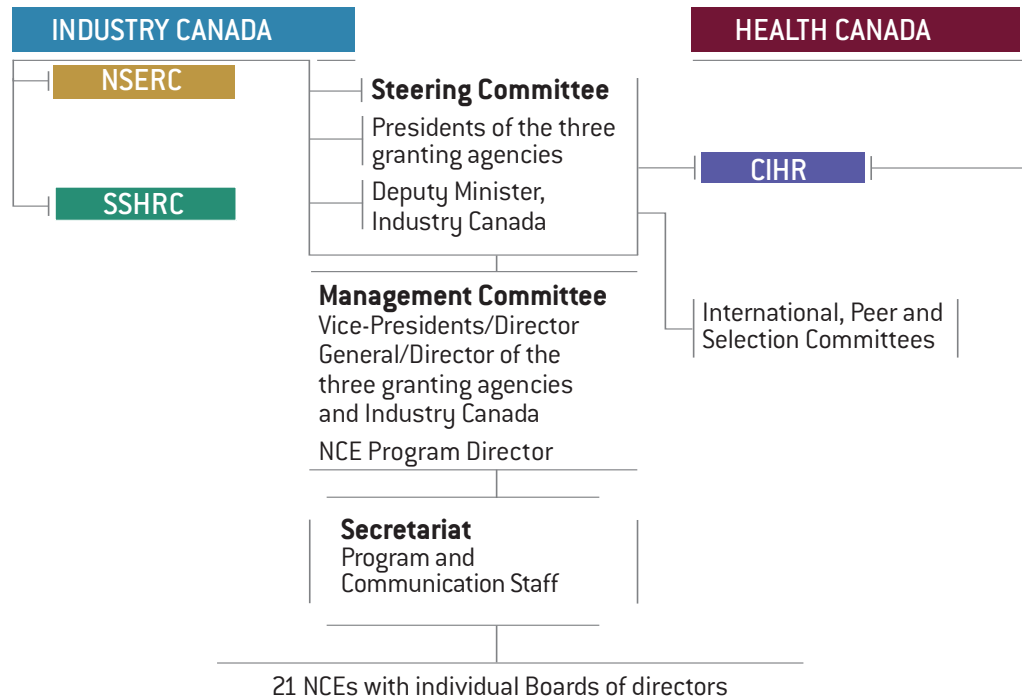 INDUSTRY CANADA
HEALTH CANADA
NSERC
SSHRC
Steering Committee
Presidents of the three
granting agencies
Deputy Minister,
Industry Canada
CIHR
International, Peer and
Selection Committees
Management Committee
Vice-Presidents/Director
General/Director of the
three granting agencies
and Industry Canada
NCE Program Director
Secretariat
Program and
Communication Staff
21 NCEs with individual Boards of directors